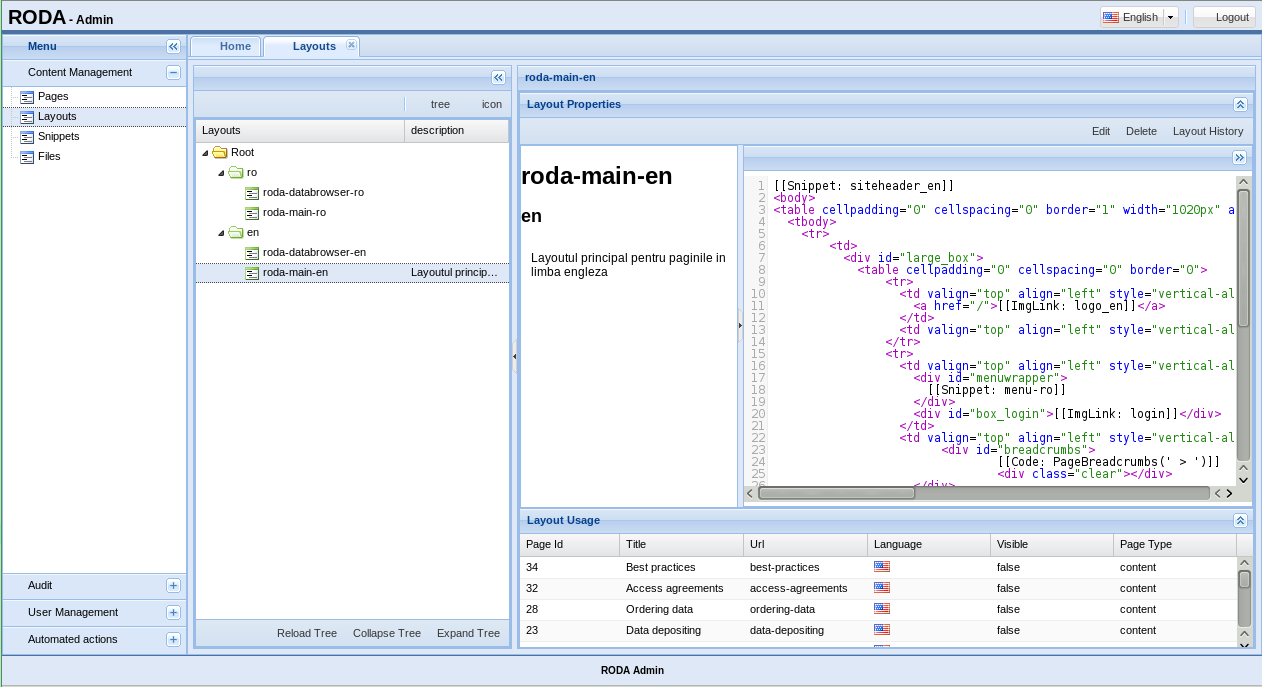 RODA - Admin
English
Logout
Menu
Content Management
Pages
Layouts
Snippets
Files
Audit
User Management
Automated actions
Home
Layouts
tree icon
Layouts description
Root
ro
roda-databrowser-ro
roda-main-ro
en
roda-databrowser-en
roda-main-en Layoutul princip...
Reload Tree Collapse Tree Expand Tree
roda-main-en
Layout Properties
Edit Delete Layout History
roda-main-en
en
Layoutul principal pentru paginile in
limba engleza
1 [[Snippet: siteheader_en]]
2 <body>
3 <table cellpadding="0" cellspacing="0" border="1" width="1020px" a
4 <tbody>
5 <tr>
6 <td>
7 <div id="large_box">
8 <table cellpadding="0" cellspacing="0" border="0">
9 <tr>
10 <td valign="top" align="left" style="vertical-al
11 <a href="/">[[ImgLink: logo_en]]</a>
12 </td>
13 <td valign="top" align="left" style="vertical-al
14 </tr>
15 <tr>
16 <td valign="top" align="left" style="vertical-al
17 <div id="menuwrapper">
18 [[Snippet: menu-ro]]
19 </div>
20 <div id="box_login">[[ImgLink: login]]</div>
21 </td>
22 <td valign="top" align="left" style="vertical-al
23 <div id="breadcrumbs">
24 [[Code: PageBreadcrumbs(' > ')]]
25 <div class="clear"></div>
26 </div>
Layout Usage
Page Id Title Url Language Visible Page Type
34 Best practices best-practices false content
32 Access agreements access-agreements false content
28 Ordering data ordering-data false content
23 Data depositing data-depositing false content
RODA Admin